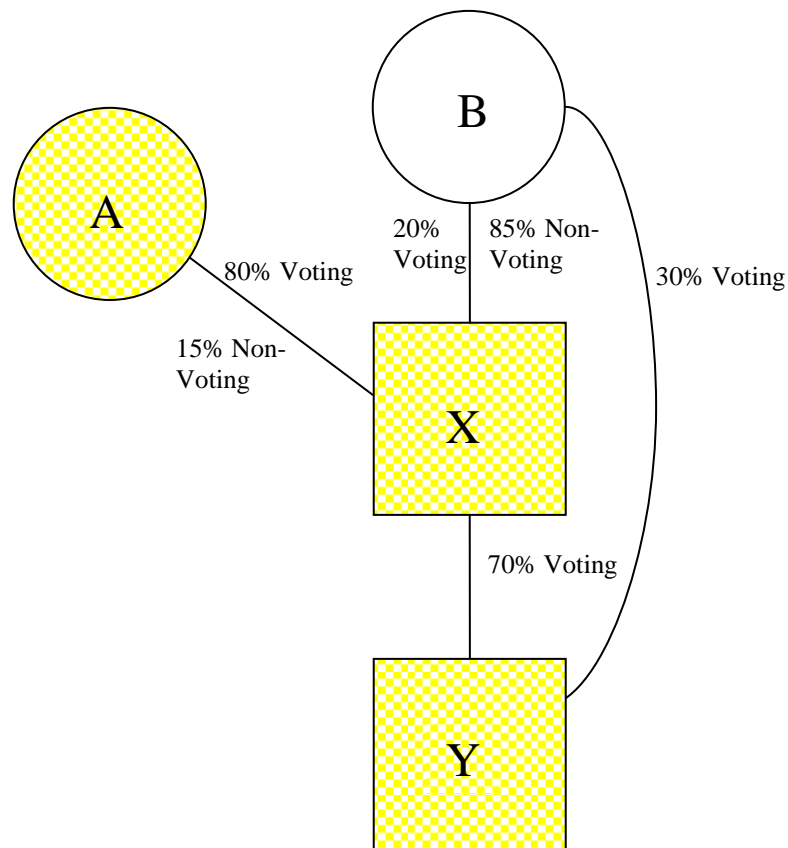 B
A
20%
Voting
85% Non-
Voting
80% Voting
30% Voting
15% Non-
Voting
X
70% Voting
Y